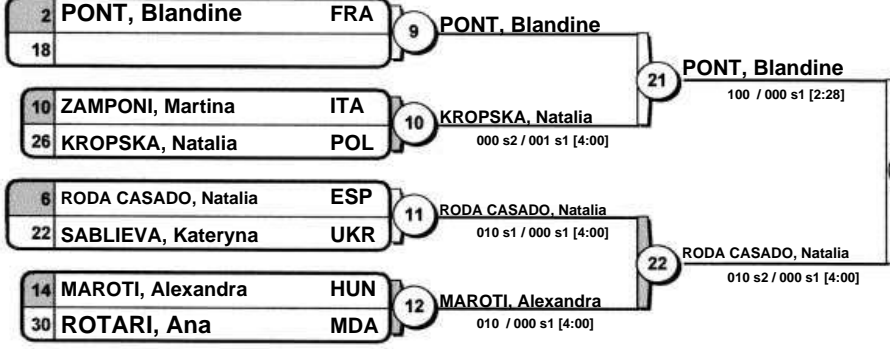 2 PONT, Blandine FRA
18
9
PONT, Blandine
10 ZAMPONI, Martina ITA
26 KROPSKA, Natalia POL
10
KROPSKA, Natalia
000 s2 / 001 s1 [4:00]
21
PONT, Blandine
100 / 000 s1 [2:28]
6 RODA CASADO, Natalia ESP
22 SABLIEVA, Kateryna UKR
11
RODA CASADO, Natalia
010 s1 / 000 s1 [4:00]
14 MAROTI, Alexandra HUN
30 ROTARI, Ana MDA
12
MAROTI, Alexandra
010 / 000 s1 [4:00]
22
RODA CASADO, Natalia
010 s2 / 000 s1 [4:00]